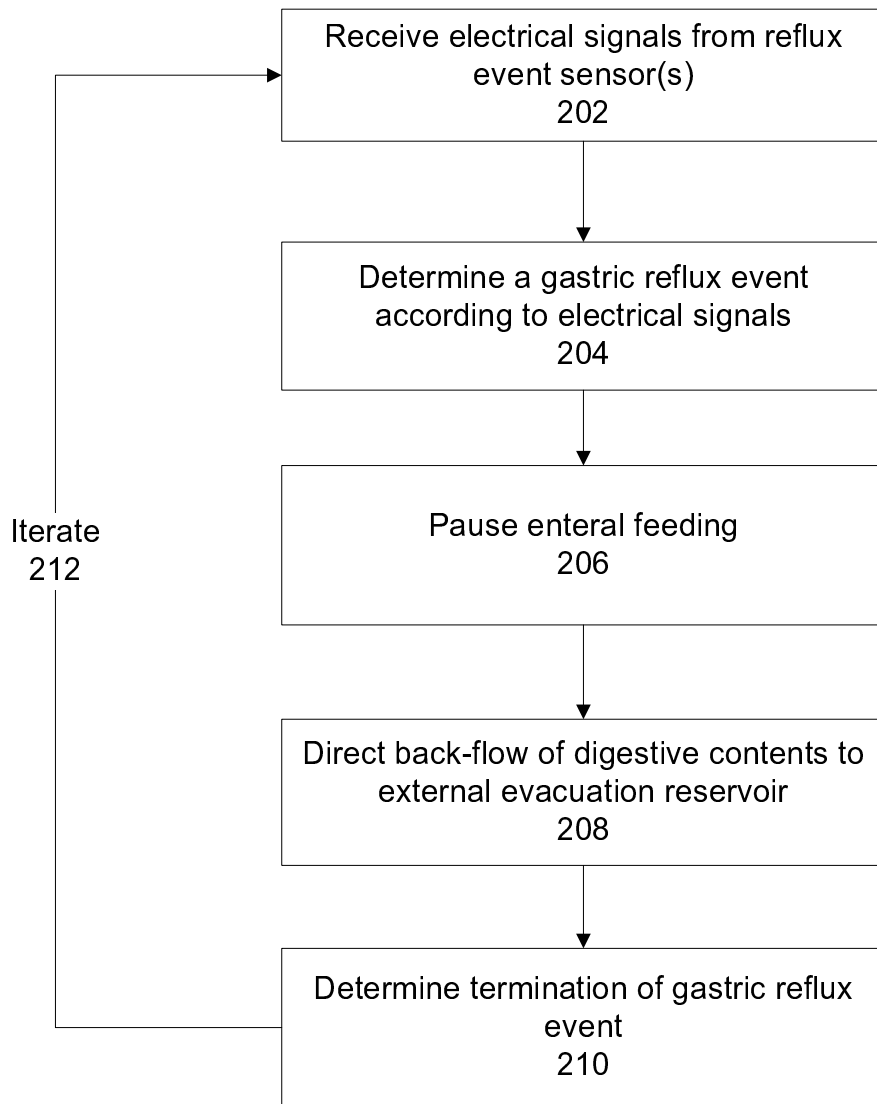 Receive electrical signals from reflux
event sensor(s)
202
Determine a gastric reflux event
according to electrical signals
204
Pause enteral feeding
206
Iterate
212
Direct back-flow of digestive contents to
external evacuation reservoir
208
Determine termination of gastric reflux
event
210